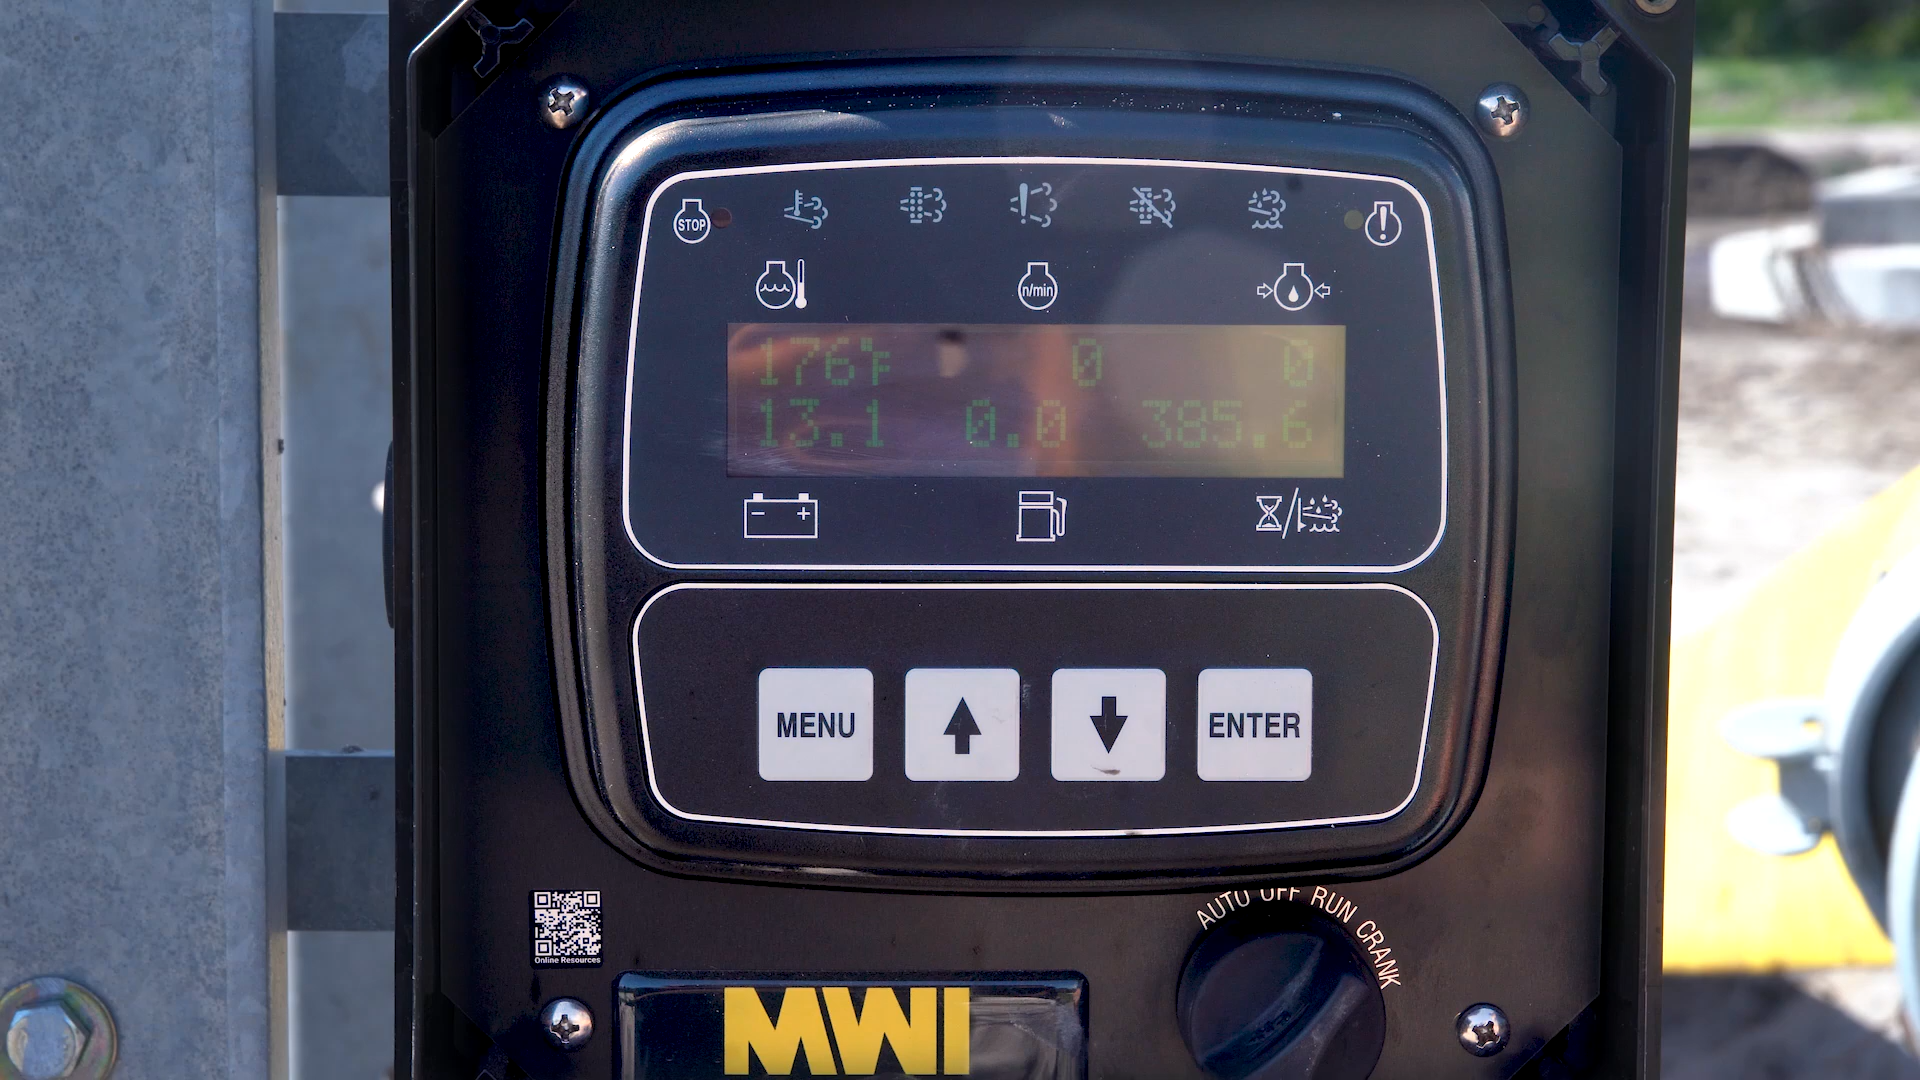 STOP
n/min
176°F 0 0
13.1 0.0 385.6
- +
MENU ENTER
AUTO OFF RUN CRANK
Online Resources
MWI